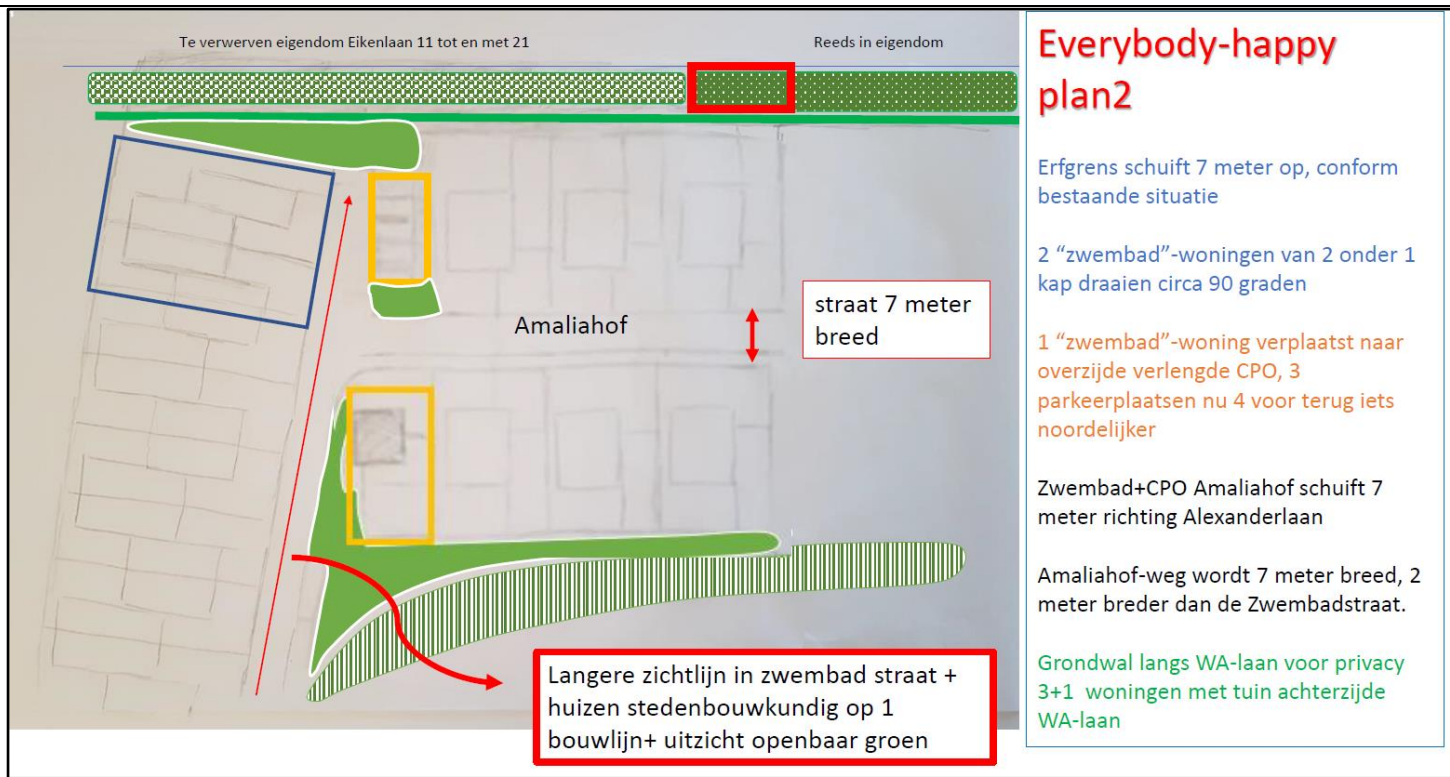 Te verwerven eigendom Eikenlaan 11 tot en met 21
Reeds in eigendom
Amaliahof
straat 7 meter
breed
Langere zichtlijn in zwembad straat +
huizen stedenbouwkundig op 1
bouwlijn+ uitzicht openbaar groen
Everybody-happy
plan2
Erfgrens schuift 7 meter op, conform
bestaande situatie
2 “zwembad”-woningen van 2 onder 1
kap draaien circa 90 graden
1 “zwembad”-woning verplaatst naar
overzijde verlengde CPO, 3
parkeerplaatsen nu 4 voor terug iets
noordelijker
Zwembad+CPO Amaliahof schuift 7
meter richting Alexanderlaan
Amaliahof-weg wordt 7 meter breed, 2
meter breder dan de Zwembadstraat.
Grondwal langs WA-laan voor privacy
3+1 woningen met tuin achterzijde
WA-laan